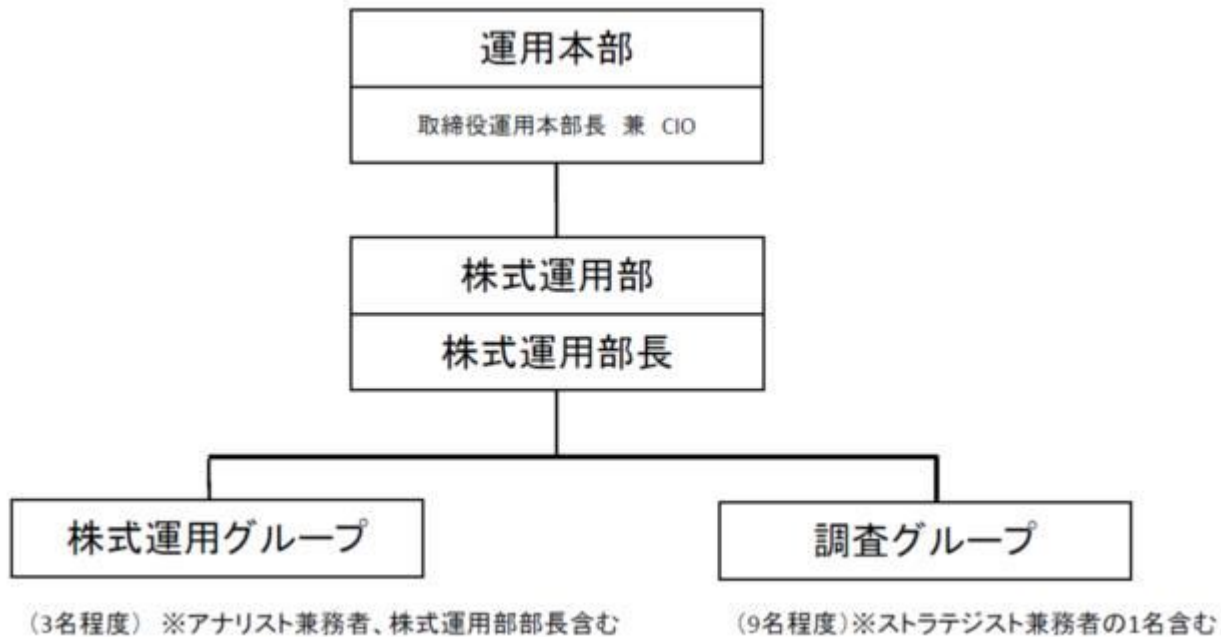 運用本部
取締役運用本部長 兼 CIO
株式運用部
株式運用部長
株式運用グループ
調査グループ
(3名程度) ※アナリスト兼務者、株式運用部部長含む
(9名程度)※ストラテジスト兼務者の1名含む